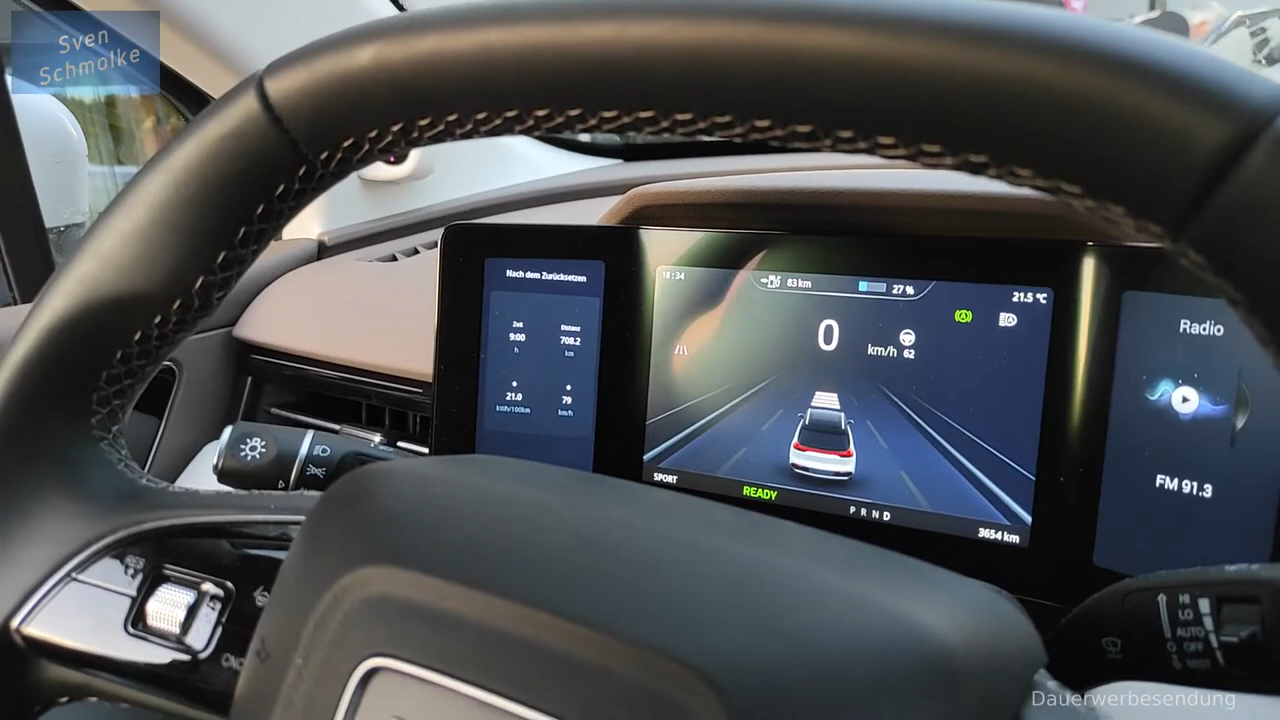 Sven
Schmolke
Nach dem Zurücksetzen
Zeit
9:00
h
Distanz
708.2
km
21.0
kWh/100km
79
km/h
18:34
83 km
27 %
21.5 °C
0
km/h
62
SPORT
READY
P R N D
3654 km
Radio
FM 91.3
HI
LO
AUTO
OFF
MIST
Dauerwerbesendung